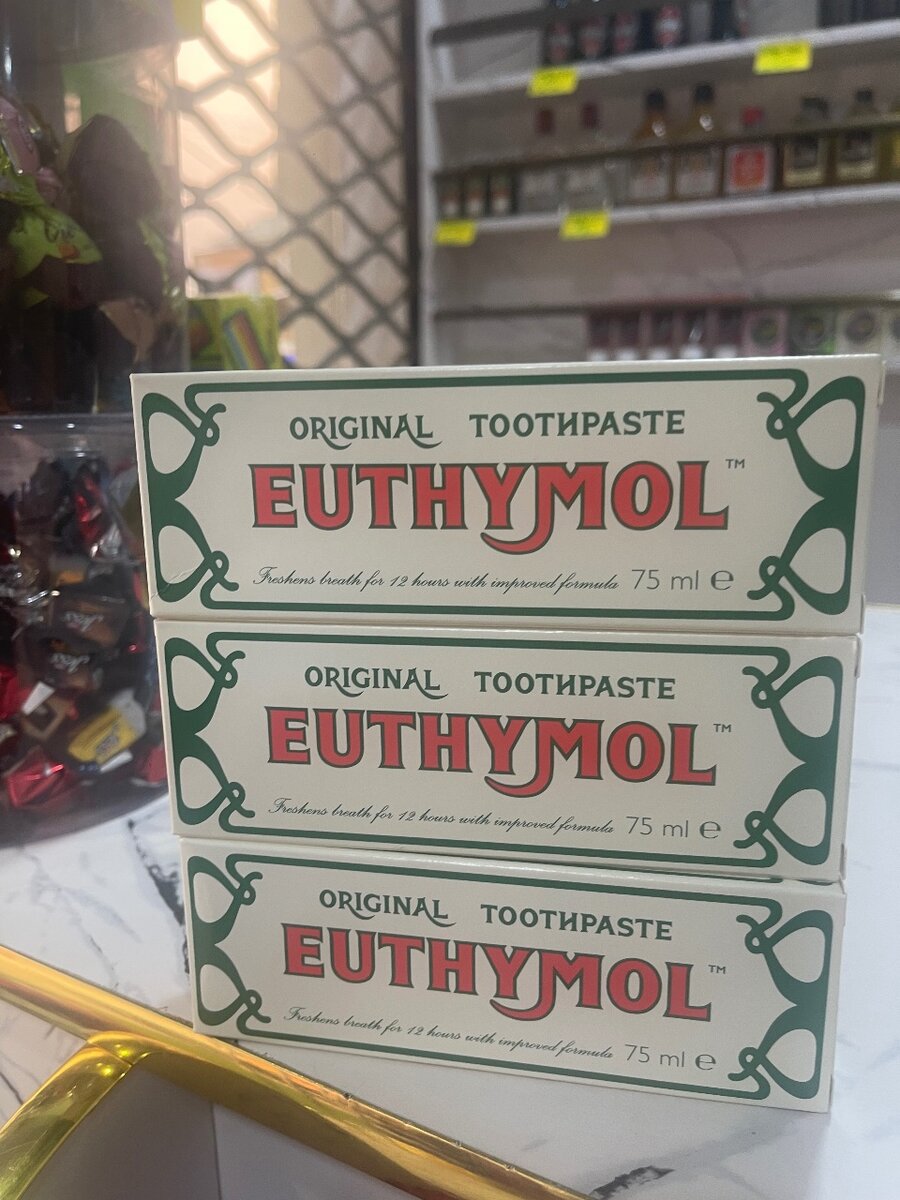 ORIGINAL TOOTHPASTE
EUTHYMOL™
Freshens breath for 12 hours with improved formula 75 ml ℮
ORIGINAL TOOTHPASTE
EUTHYMOL™
Freshens breath for 12 hours with improved formula 75 ml ℮
ORIGINAL TOOTHPASTE
EUTHYMOL™
Freshens breath for 12 hours with improved formula 75 ml ℮